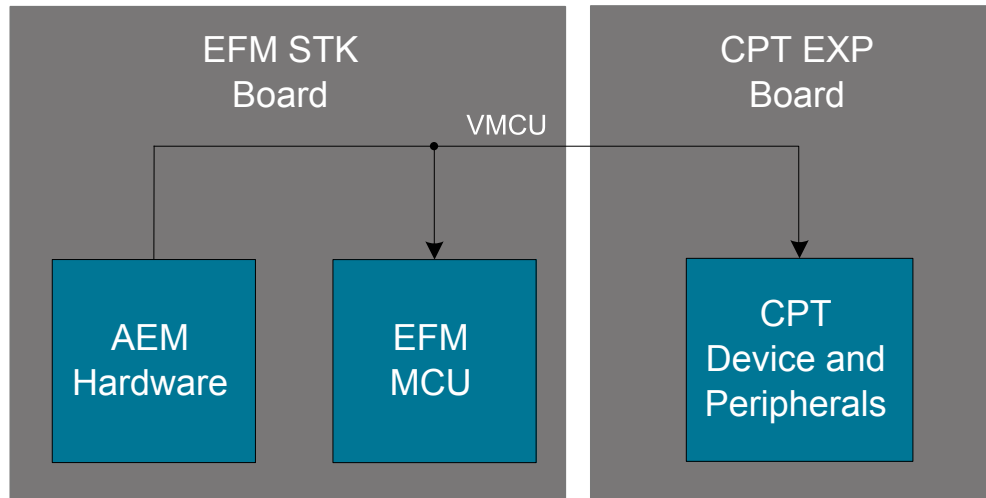 EFM STK
Board
CPT EXP
Board
VMCU
AEM
Hardware
EFM
MCU
CPT
Device and
Peripherals